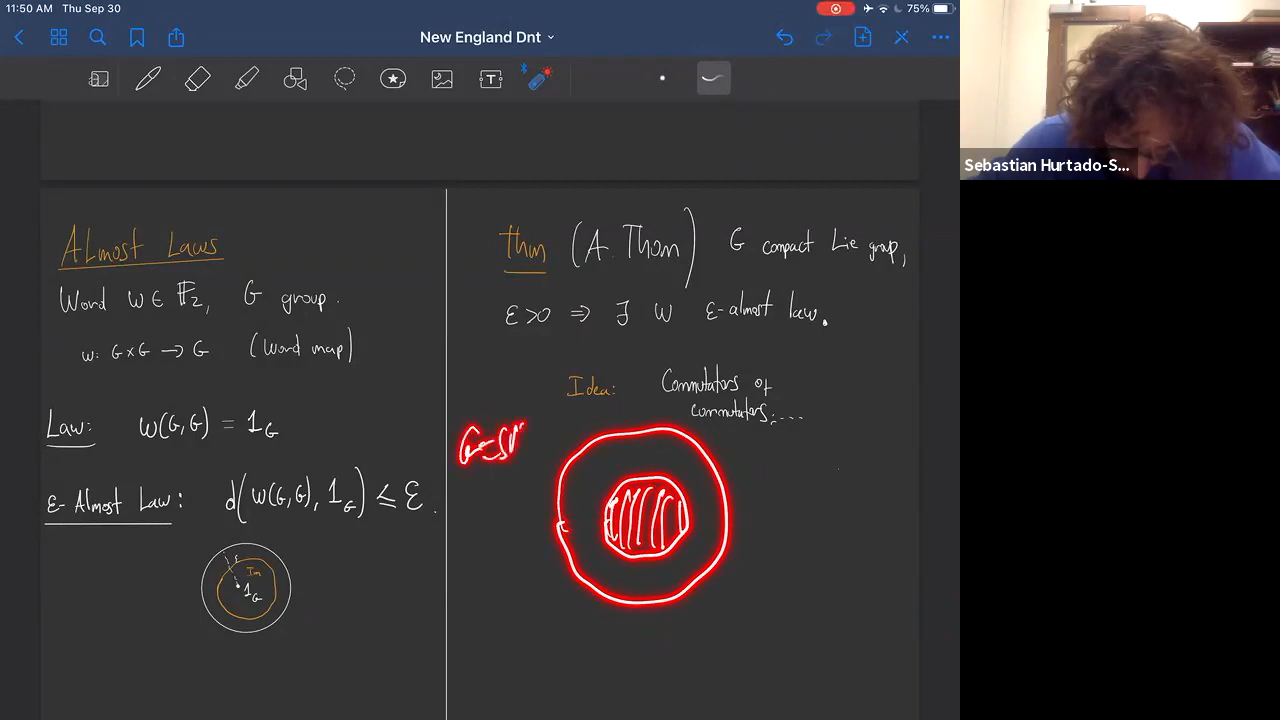 11:50 AM Thu Sep 30
75%
New England Dnt
Sebastian Hurtado-S...
Almost Laws
Word w ∈ 𝔽₂, G group.
w: G×G → G (Word map)
Law: w(G,G) = 1_G
ε-Almost Law: d(w(G,G), 1_G) ≤ ε.
ε
Im
1_G
thm (A. Thom) G compact Lie group,
ε>0 ⇒ ∃ w ε-almost law.
Idea: Commutators of
commutators, ....